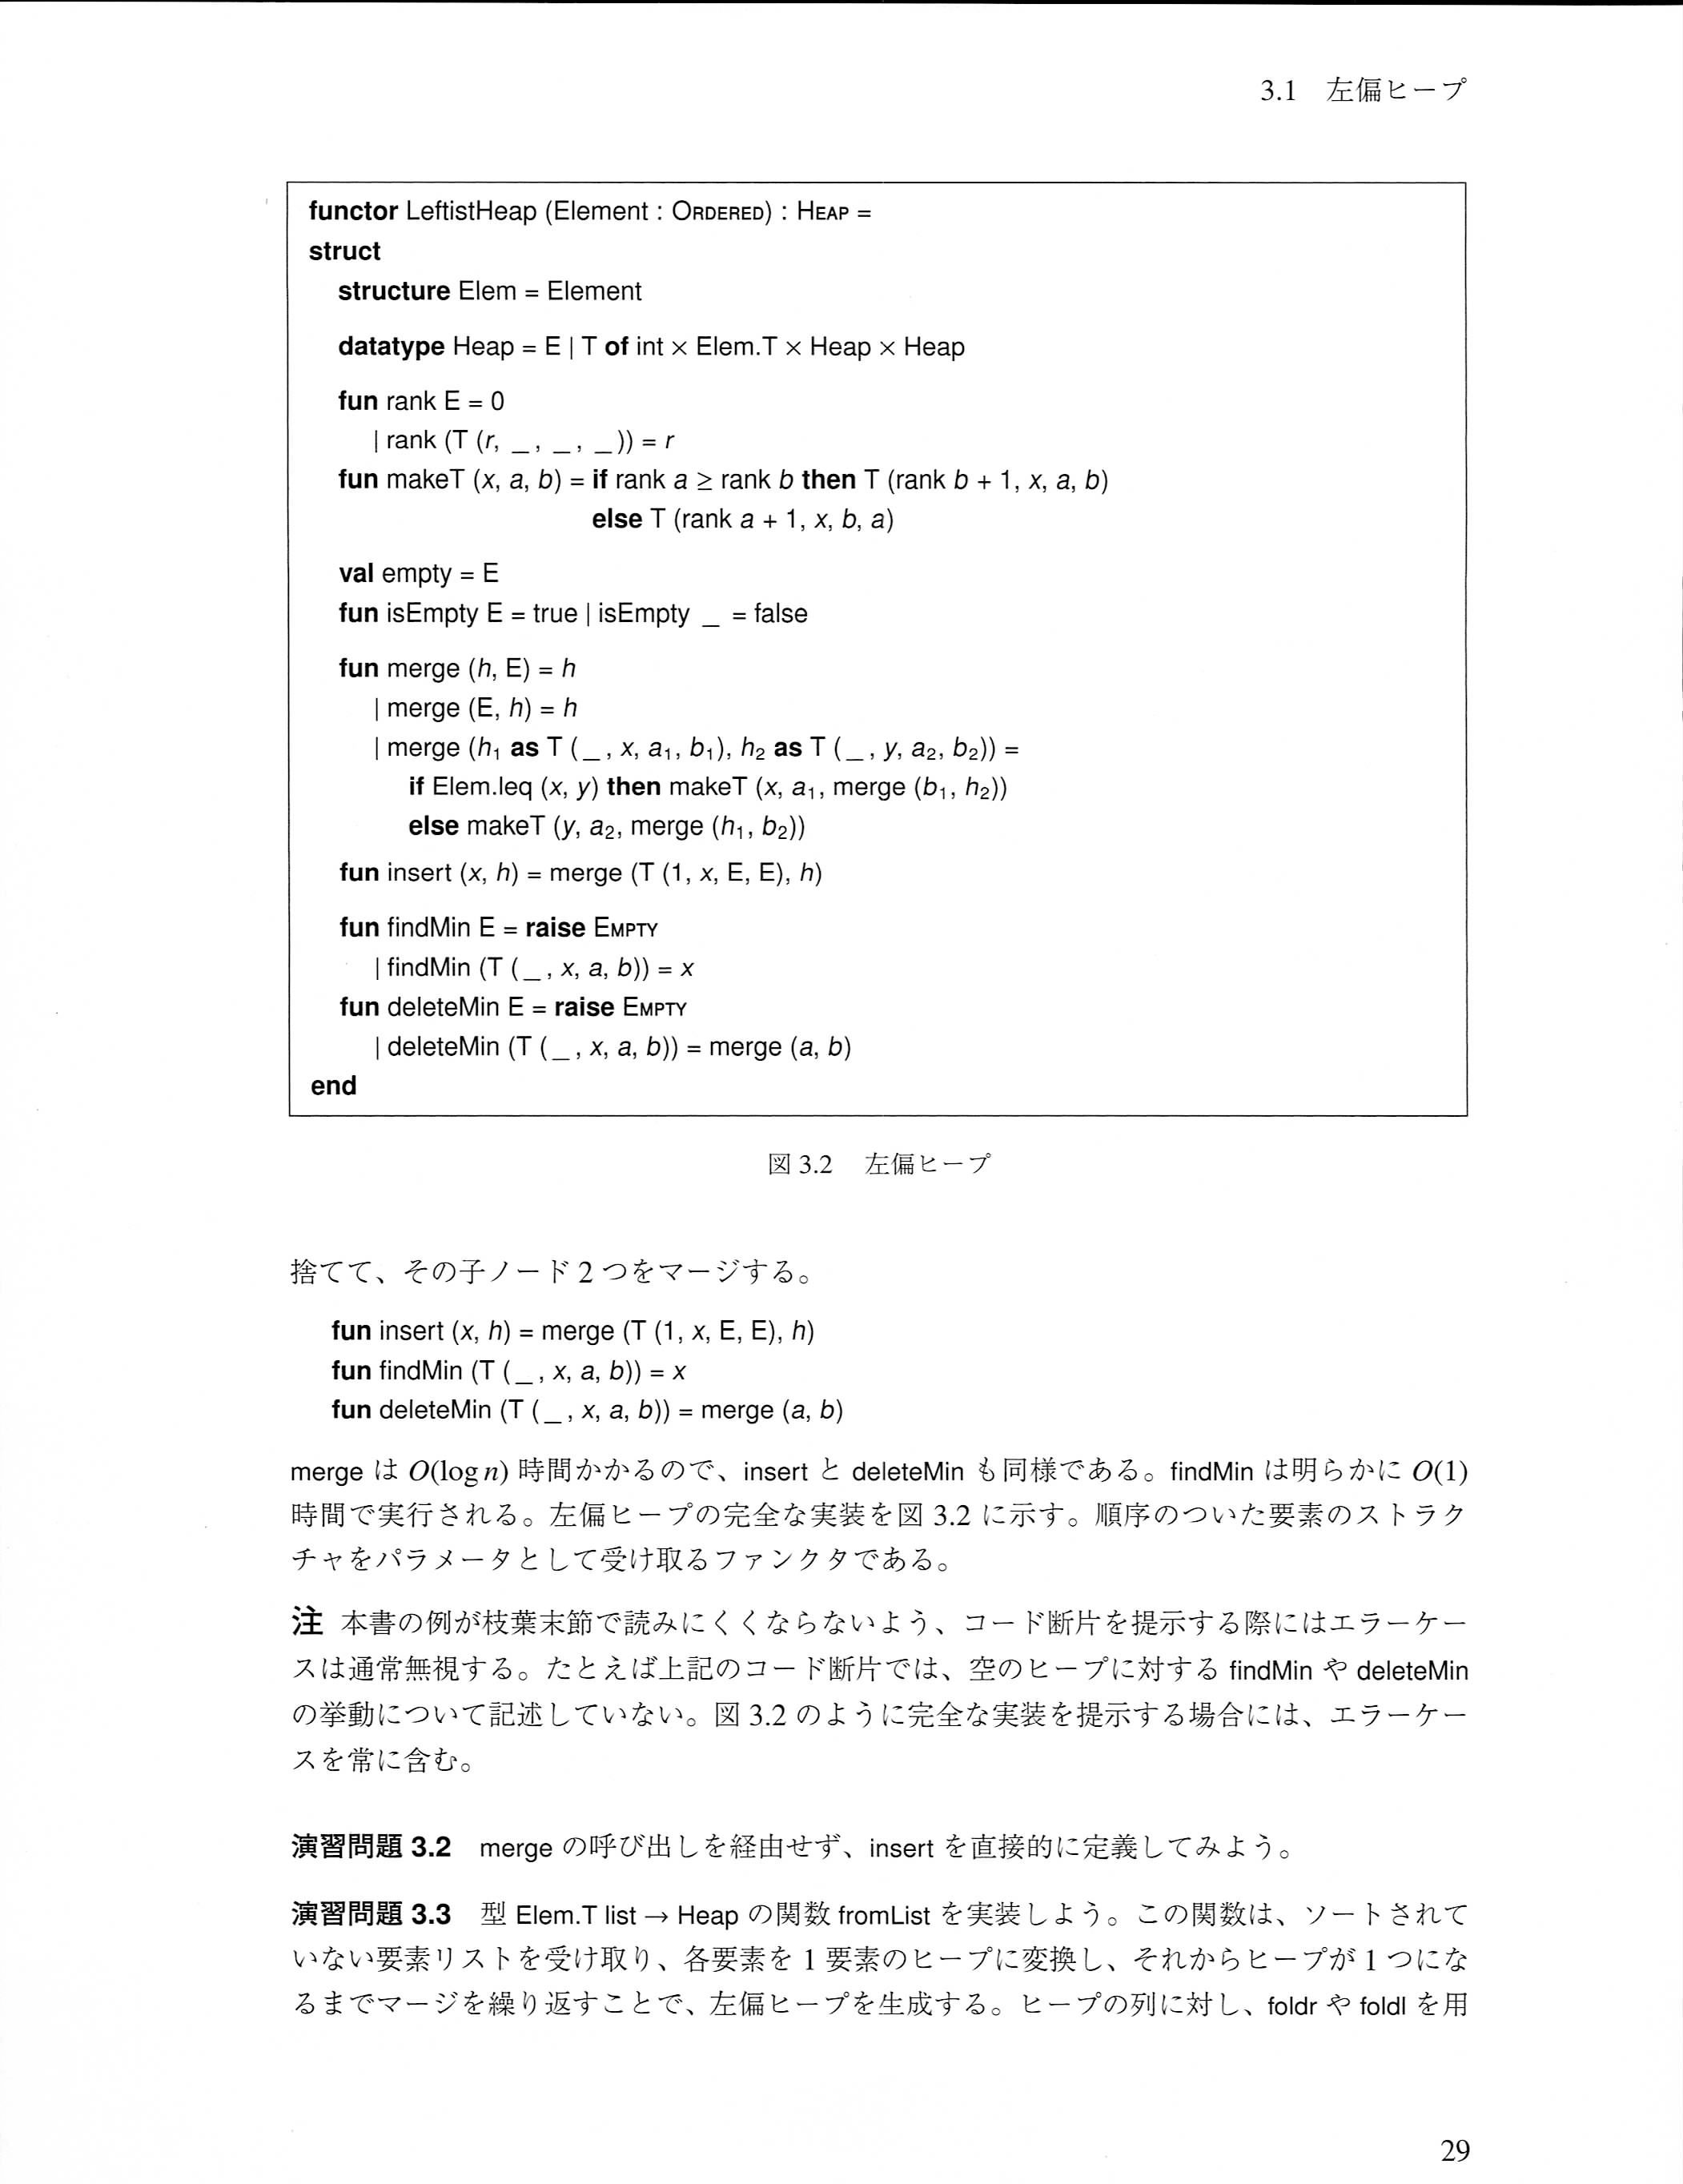 3.1 左偏ヒープ
functor LeftistHeap (Element : ORDERED) : HEAP =
struct
structure Elem = Element
datatype Heap = E | T of int × Elem.T × Heap × Heap
fun rank E = 0
| rank (T (r, _, _, _)) = r
fun makeT (x, a, b) = if rank a ≥ rank b then T (rank b + 1, x, a, b)
else T (rank a + 1, x, b, a)
val empty = E
fun isEmpty E = true | isEmpty _ = false
fun merge (h, E) = h
| merge (E, h) = h
| merge (h₁ as T (_, x, a₁, b₁), h₂ as T (_, y, a₂, b₂)) =
if Elem.leq (x, y) then makeT (x, a₁, merge (b₁, h₂))
else makeT (y, a₂, merge (h₁, b₂))
fun insert (x, h) = merge (T (1, x, E, E), h)
fun findMin E = raise EMPTY
| findMin (T (_, x, a, b)) = x
fun deleteMin E = raise EMPTY
| deleteMin (T (_, x, a, b)) = merge (a, b)
end
図 3.2 左偏ヒープ
捨てて、その子ノード 2 つをマージする。
fun insert (x, h) = merge (T (1, x, E, E), h)
fun findMin (T (_, x, a, b)) = x
fun deleteMin (T (_, x, a, b)) = merge (a, b)
merge は O(log n) 時間かかるので、insert と deleteMin も同様である。findMin は明らかに O(1)
時間で実行される。左偏ヒープの完全な実装を図 3.2 に示す。順序のついた要素のストラク
チャをパラメータとして受け取るファンクタである。
注 本書の例が枝葉末節で読みにくくならないよう、コード断片を提示する際にはエラーケー
スは通常無視する。たとえば上記のコード断片では、空のヒープに対する findMin や deleteMin
の挙動について記述していない。図 3.2 のように完全な実装を提示する場合には、エラーケー
スを常に含む。
演習問題 3.2 merge の呼び出しを経由せず、insert を直接的に定義してみよう。
演習問題 3.3 型 Elem.T list → Heap の関数 fromList を実装しよう。この関数は、ソートされて
いない要素リストを受け取り、各要素を 1 要素のヒープに変換し、それからヒープが 1 つにな
るまでマージを繰り返すことで、左偏ヒープを生成する。ヒープの列に対し、foldr や foldl を用
29